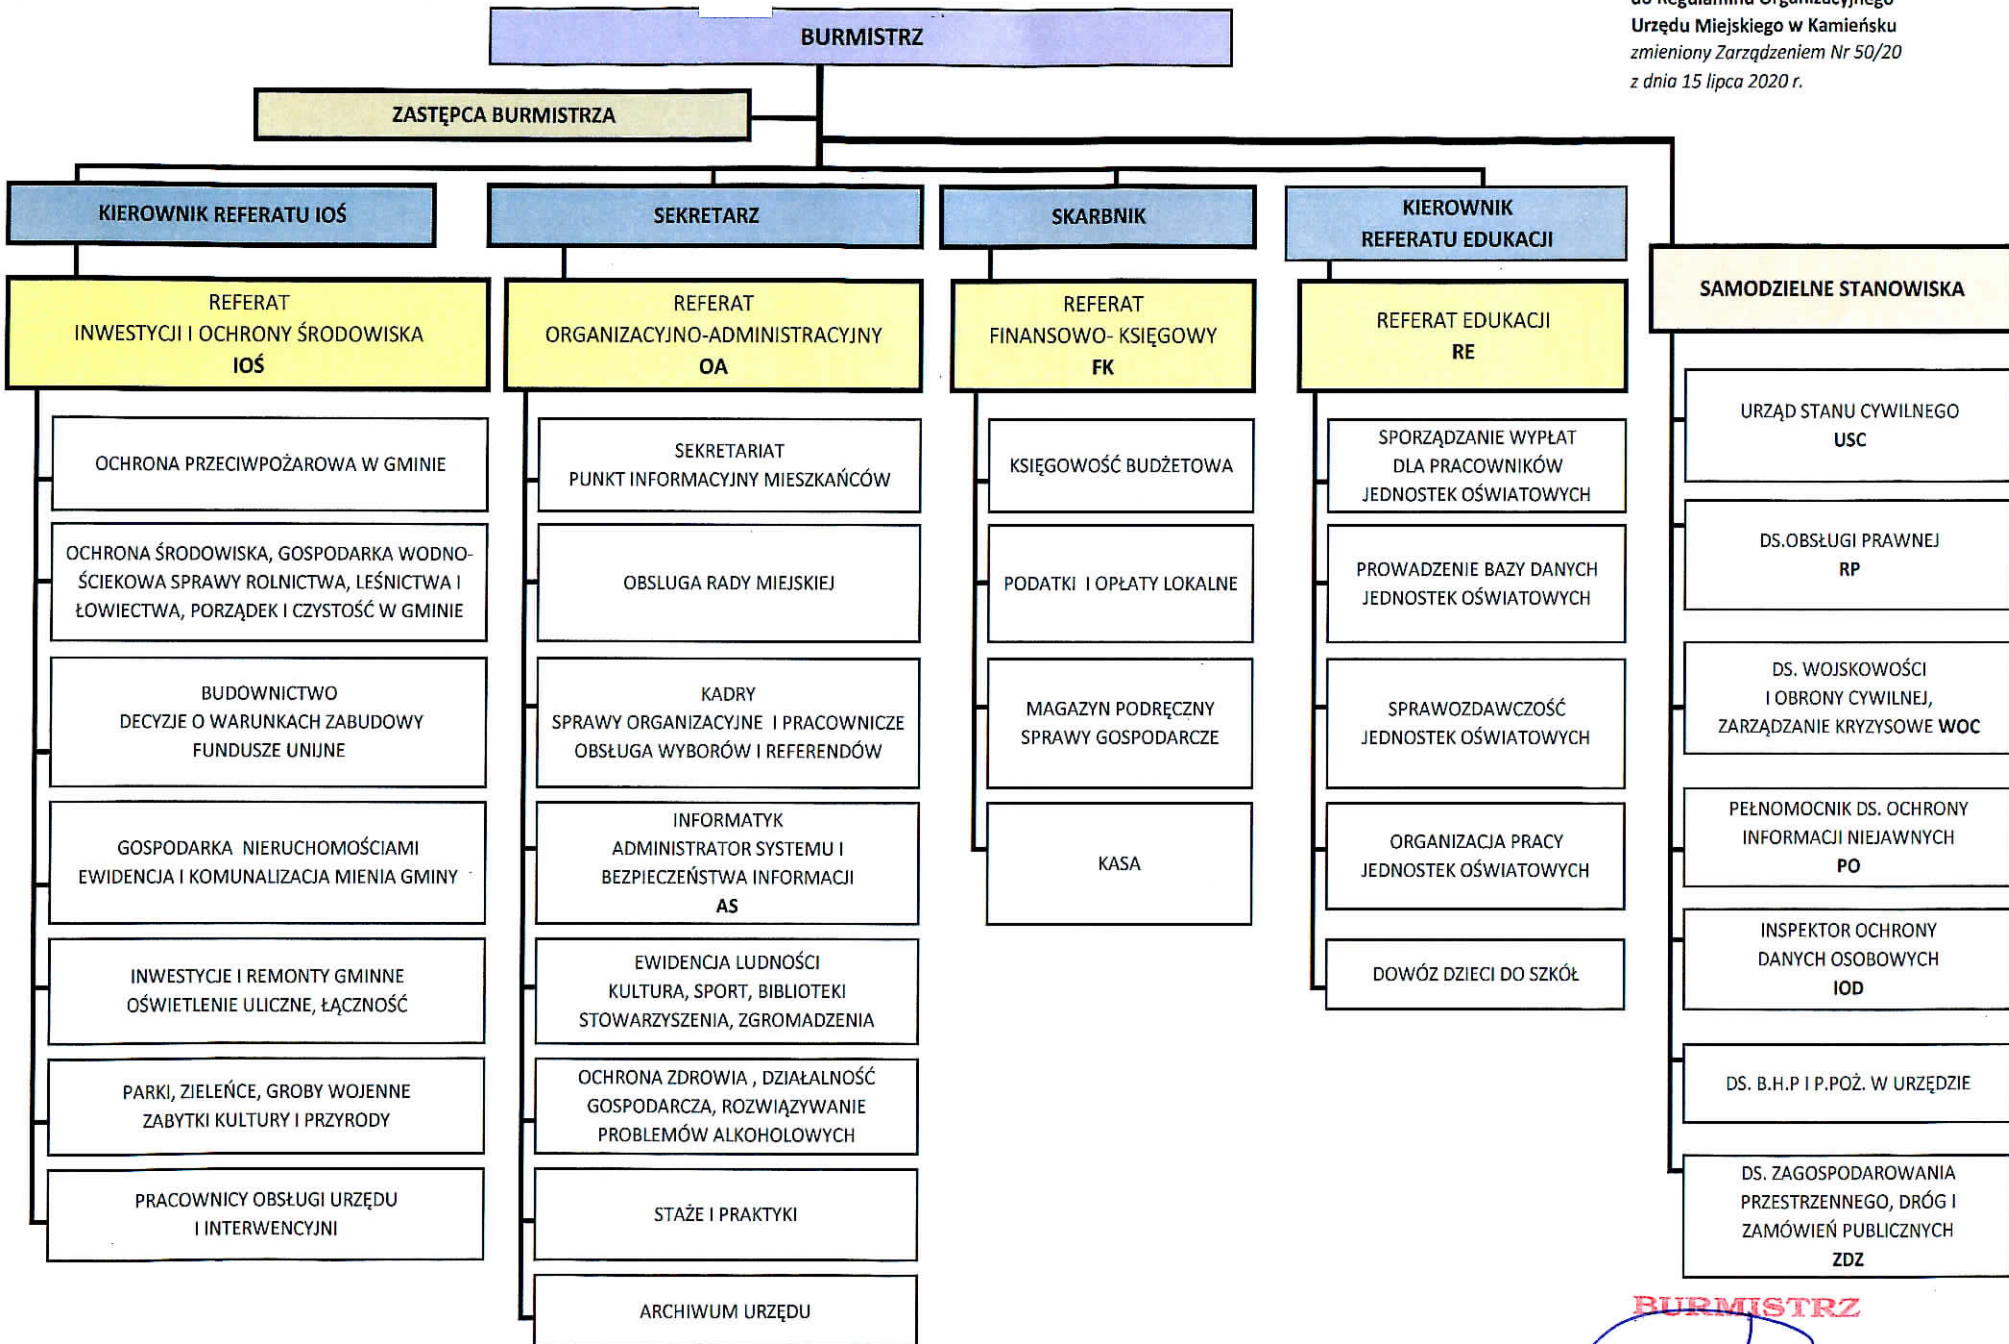 do Regulaminu Organizacyjnego
Urzędu Miejskiego w Kamieńsku
zmieniony Zarządzeniem Nr 50/20
z dnia 15 lipca 2020 r.
BURMISTRZ
ZASTĘPCA BURMISTRZA
KIEROWNIK REFERATU IOŚ
REFERAT
INWESTYCJI I OCHRONY ŚRODOWISKA
IOŚ
OCHRONA PRZECIWPOŻAROWA W GMINIE
OCHRONA ŚRODOWISKA, GOSPODARKA WODNO-
ŚCIEKOWA SPRAWY ROLNICTWA, LEŚNICTWA I
ŁOWIECTWA, PORZĄDEK I CZYSTOŚĆ W GMINIE
BUDOWNICTWO
DECYZJE O WARUNKACH ZABUDOWY
FUNDUSZE UNIJNE
GOSPODARKA NIERUCHOMOŚCIAMI
EWIDENCJA I KOMUNALIZACJA MIENIA GMINY
INWESTYCJE I REMONTY GMINNE
OŚWIETLENIE ULICZNE, ŁĄCZNOŚĆ
PARKI, ZIELEŃCE, GROBY WOJENNE
ZABYTKI KULTURY I PRZYRODY
PRACOWNICY OBSŁUGI URZĘDU
I INTERWENCYJNI
SEKRETARZ
REFERAT
ORGANIZACYJNO-ADMINISTRACYJNY
OA
SEKRETARIAT
PUNKT INFORMACYJNY MIESZKAŃCÓW
OBSLUGA RADY MIEJSKIEJ
KADRY
SPRAWY ORGANIZACYJNE I PRACOWNICZE
OBSŁUGA WYBORÓW I REFERENDÓW
INFORMATYK
ADMINISTRATOR SYSTEMU I
BEZPIECZEŃSTWA INFORMACJI
AS
EWIDENCJA LUDNOŚCI
KULTURA, SPORT, BIBLIOTEKI
STOWARZYSZENIA, ZGROMADZENIA
OCHRONA ZDROWIA , DZIAŁALNOŚĆ
GOSPODARCZA, ROZWIĄZYWANIE
PROBLEMÓW ALKOHOLOWYCH
STAŻE I PRAKTYKI
ARCHIWUM URZĘDU
SKARBNIK
REFERAT
FINANSOWO- KSIĘGOWY
FK
KSIĘGOWOŚĆ BUDŻETOWA
PODATKI I OPŁATY LOKALNE
MAGAZYN PODRĘCZNY
SPRAWY GOSPODARCZE
KASA
KIEROWNIK
REFERATU EDUKACJI
REFERAT EDUKACJI
RE
SPORZĄDZANIE WYPŁAT
DLA PRACOWNIKÓW
JEDNOSTEK OŚWIATOWYCH
PROWADZENIE BAZY DANYCH
JEDNOSTEK OŚWIATOWYCH
SPRAWOZDAWCZOŚĆ
JEDNOSTEK OŚWIATOWYCH
ORGANIZACJA PRACY
JEDNOSTEK OŚWIATOWYCH
DOWÓZ DZIECI DO SZKÓŁ
SAMODZIELNE STANOWISKA
URZĄD STANU CYWILNEGO
USC
DS.OBSŁUGI PRAWNEJ
RP
DS. WOJSKOWOŚCI
I OBRONY CYWILNEJ,
ZARZĄDZANIE KRYZYSOWE WOC
PEŁNOMOCNIK DS. OCHRONY
INFORMACJI NIEJAWNYCH
PO
INSPEKTOR OCHRONY
DANYCH OSOBOWYCH
IOD
DS. B.H.P I P.POŻ. W URZĘDZIE
DS. ZAGOSPODAROWANIA
PRZESTRZENNEGO, DRÓG I
ZAMÓWIEŃ PUBLICZNYCH
ZDZ
BURMISTRZ